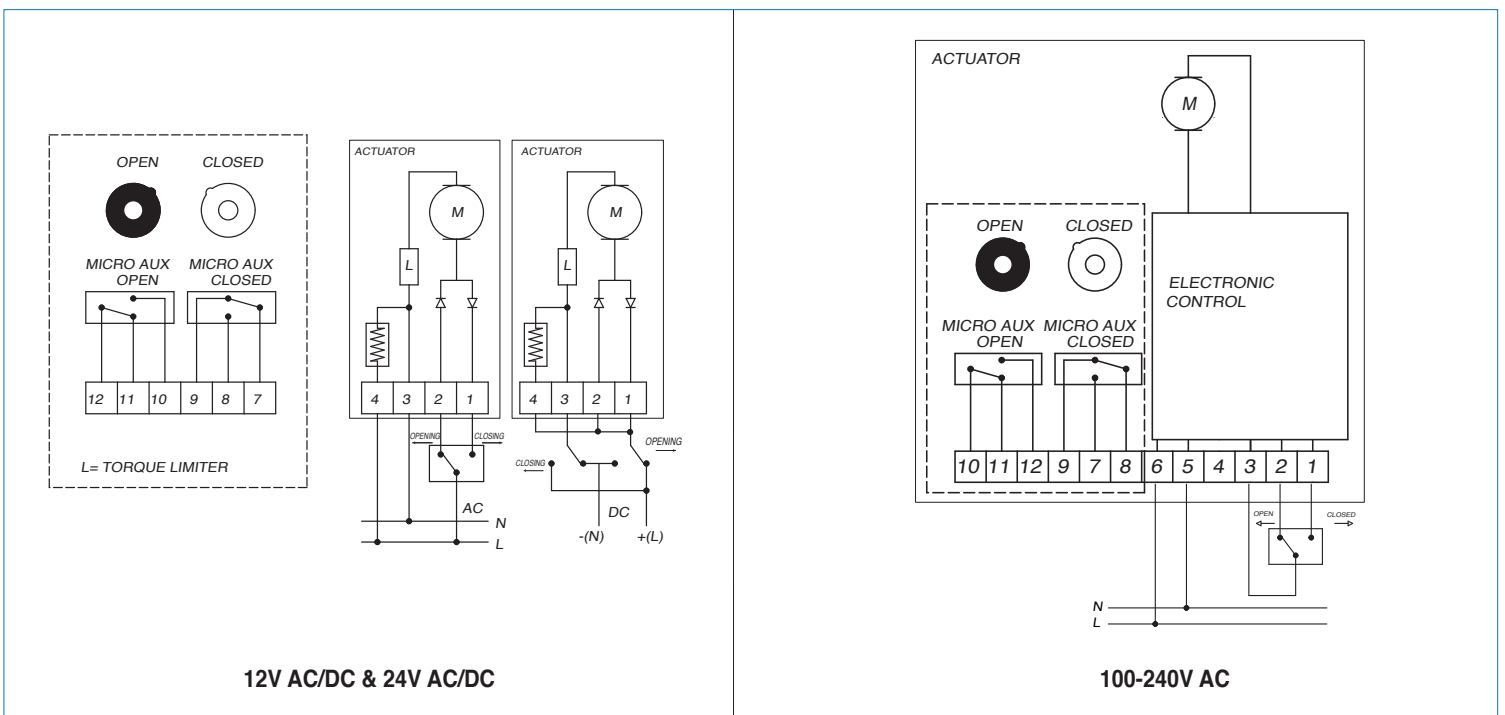 OPEN CLOSED
MICRO AUX OPEN
MICRO AUX CLOSED
12 11 10 9 8 7
L= TORQUE LIMITER
ACTUATOR
M
L
4 3 2 1
OPENING CLOSING
AC
N
L
ACTUATOR
M
L
4 3 2 1
OPENING
CLOSING
DC
-(N) +(L)
12V AC/DC & 24V AC/DC
ACTUATOR
M
OPEN CLOSED
MICRO AUX OPEN
MICRO AUX CLOSED
ELECTRONIC
CONTROL
10 11 12 9 7 8 6 5 4 3 2 1
OPEN CLOSED
N
L
100-240V AC